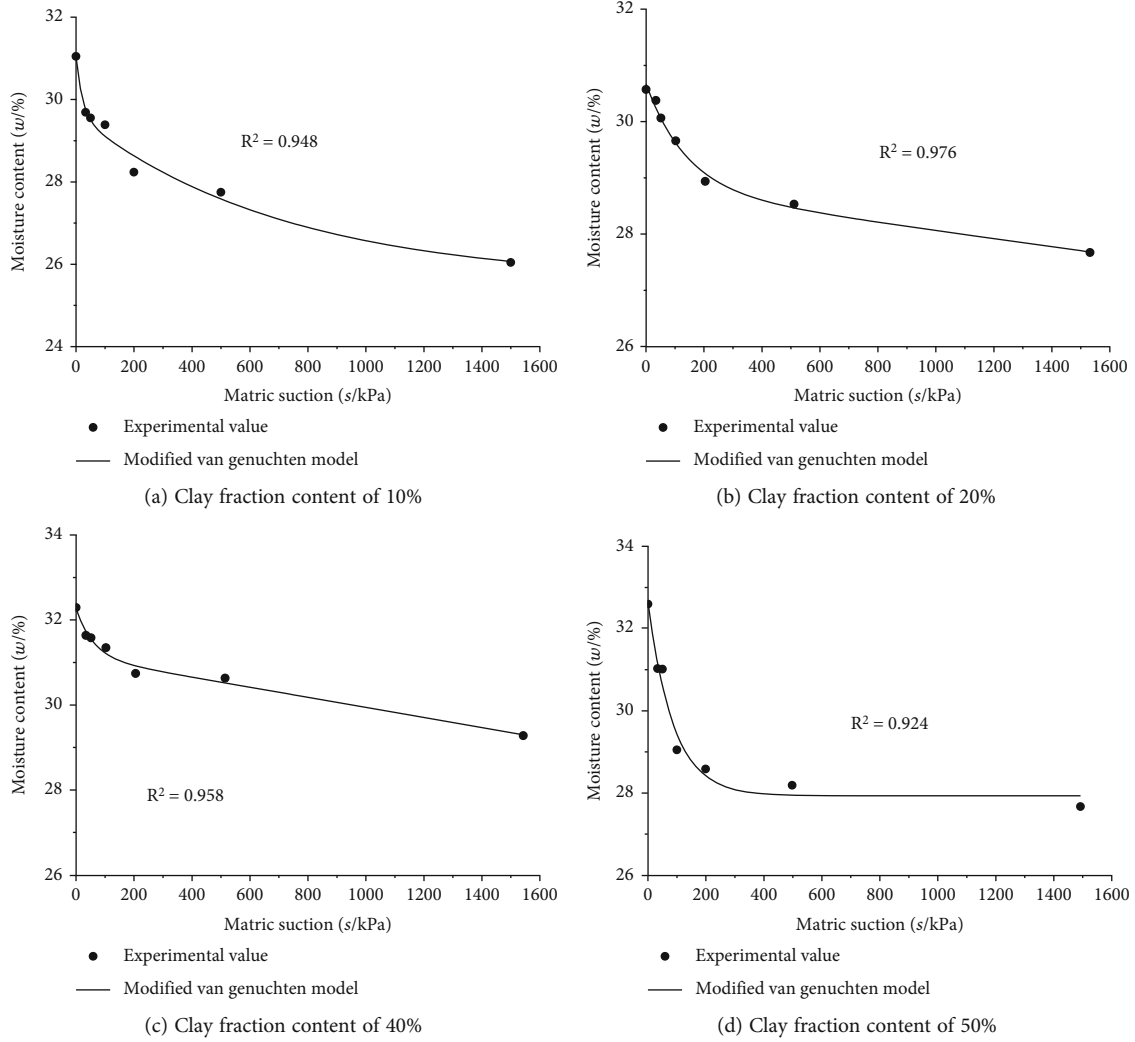 32
30
28
26
24
Moisture content (w/%)
R² = 0.948
0 200 400 600 800 1000 1200 1400 1600
Matric suction (s/kPa)
Experimental value
Modified van genuchten model
(a) Clay fraction content of 10%
32
30
28
26
Moisture content (w/%)
R² = 0.976
0 200 400 600 800 1000 1200 1400 1600
Matric suction (s/kPa)
Experimental value
Modified van genuchten model
(b) Clay fraction content of 20%
34
32
30
28
26
Moisture content (w/%)
R² = 0.958
0 200 400 600 800 1000 1200 1400 1600
Matric suction (s/kPa)
Experimental value
Modified van genuchten model
(c) Clay fraction content of 40%
34
32
30
28
26
Moisture content (w/%)
R² = 0.924
0 200 400 600 800 1000 1200 1400 1600
Matric suction (s/kPa)
Experimental value
Modified van genuchten model
(d) Clay fraction content of 50%